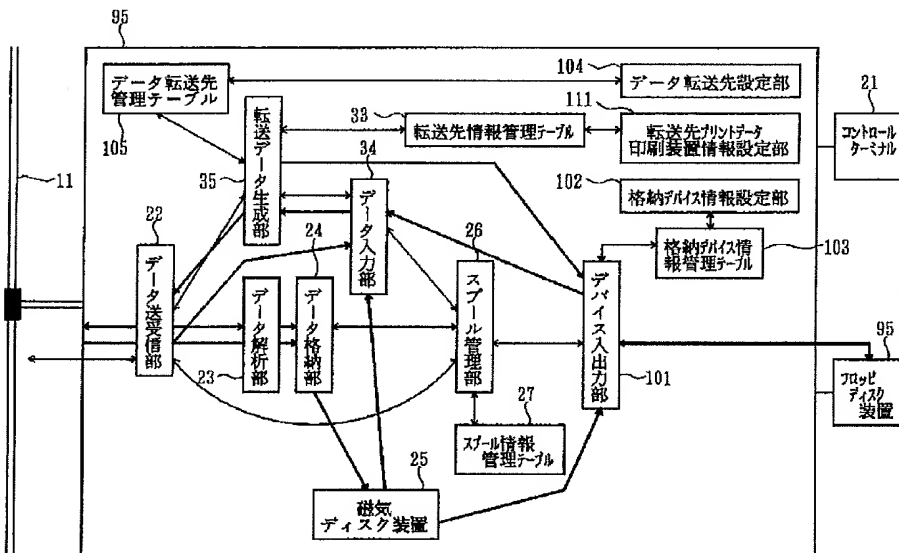 95
データ転送先
管理テーブル
105
104
データ転送先設定部
111
転送先プリントデータ
印刷装置情報設定部
33
転送先情報管理テーブル
21
コントロール
ターミナル
35
転送データ生成部
34
データ入力部
102
格納デバイス情報設定部
格納デバイス情
報管理テーブル
103
11
22
データ送受信部
23
データ解析部
24
データ格納部
26
スプール管理部
デバイス入出力部
101
95
フロッピ
ディスク
装置
27
スプール情報
管理テーブル
25
磁気
ディスク装置